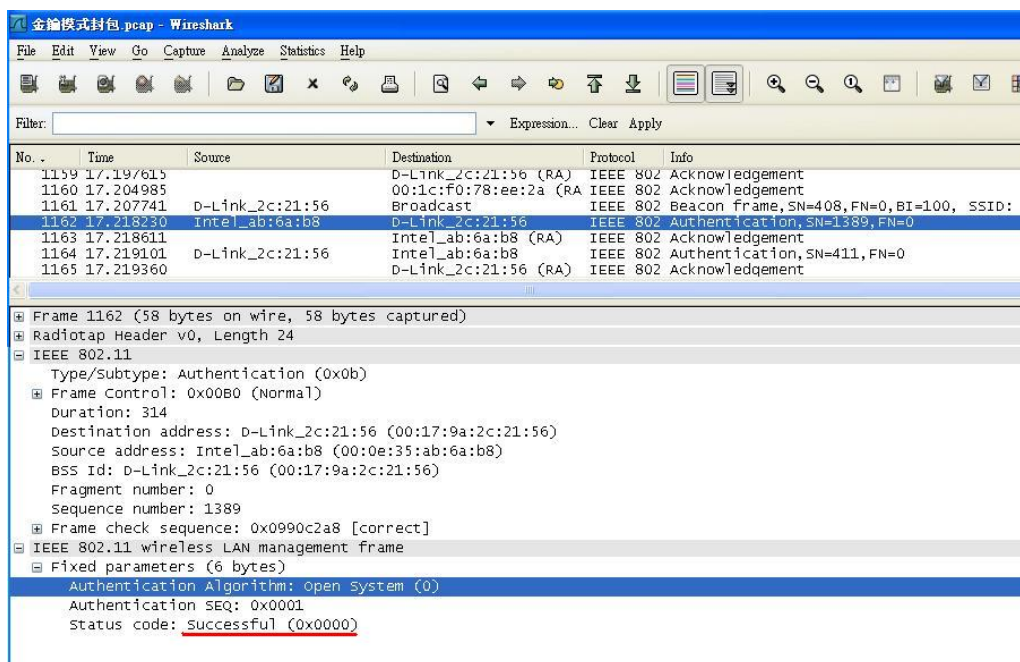 金鑰模式封包.pcap - Wireshark
File Edit View Go Capture Analyze Statistics Help
Filter: Expression... Clear Apply
No. . Time Source Destination Protocol Info
1159 17.197615 D-Link_2c:21:56 (RA) IEEE 802 Acknowledgement
1160 17.204985 00:1c:f0:78:ee:2a (RA IEEE 802 Acknowledgement
1161 17.207741 D-Link_2c:21:56 Broadcast IEEE 802 Beacon frame,SN=408,FN=0,BI=100, SSID:
1162 17.218230 Intel_ab:6a:b8 D-Link_2c:21:56 IEEE 802 Authentication,SN=1389,FN=0
1163 17.218611 Intel_ab:6a:b8 (RA) IEEE 802 Acknowledgement
1164 17.219101 D-Link_2c:21:56 Intel_ab:6a:b8 IEEE 802 Authentication,SN=411,FN=0
1165 17.219360 D-Link_2c:21:56 (RA) IEEE 802 Acknowledgement
Frame 1162 (58 bytes on wire, 58 bytes captured)
Radiotap Header v0, Length 24
IEEE 802.11
Type/Subtype: Authentication (0x0b)
Frame Control: 0x00B0 (Normal)
Duration: 314
Destination address: D-Link_2c:21:56 (00:17:9a:2c:21:56)
Source address: Intel_ab:6a:b8 (00:0e:35:ab:6a:b8)
BSS Id: D-Link_2c:21:56 (00:17:9a:2c:21:56)
Fragment number: 0
Sequence number: 1389
Frame check sequence: 0x0990c2a8 [correct]
IEEE 802.11 wireless LAN management frame
Fixed parameters (6 bytes)
Authentication Algorithm: Open System (0)
Authentication SEQ: 0x0001
Status code: Successful (0x0000)